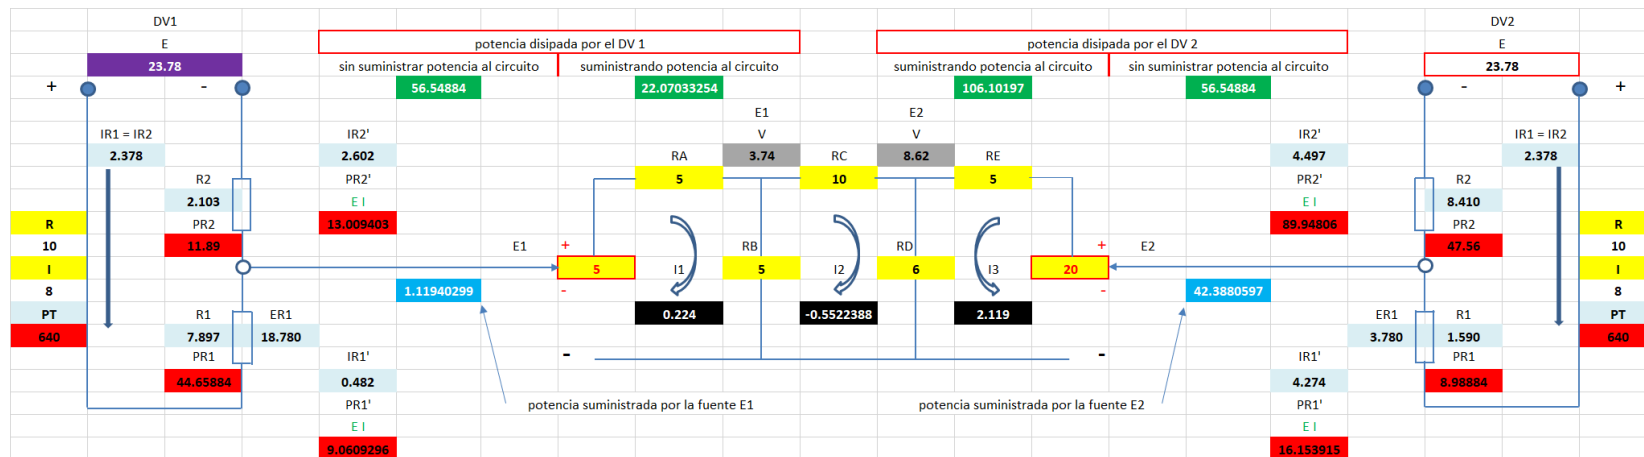 DV1 DV2
E E
potencia disipada por el DV 1 potencia disipada por el DV 2
23.78 sin suministrar potencia al circuito suministrando potencia al circuito suministrando potencia al circuito sin suministrar potencia al circuito 23.78
+ - 56.54884 22.07033254 106.10197 56.54884 - +
E1 E2
IR1 = IR2 IR2' V V IR2' IR1 = IR2
2.378 2.602 RA 3.74 RC 8.62 RE 4.497 2.378
R2 PR2' 5 10 5 PR2' R2
2.103 E I E I 8.410
R PR2 13.009403 89.94806 PR2 R
10 11.89 E1 + RB RD + E2 47.56 10
I 5 I1 5 I2 6 I3 20 I
8 1.11940299 - - 42.3880597 8
PT R1 ER1 0.224 -0.5522388 2.119 ER1 R1 PT
640 7.897 18.780 3.780 1.590 640
PR1 IR1' - - IR1' PR1
44.65884 0.482 4.274 8.98884
PR1' potencia suministrada por la fuente E1 potencia suministrada por la fuente E2 PR1'
E I E I
9.0609296 16.153915